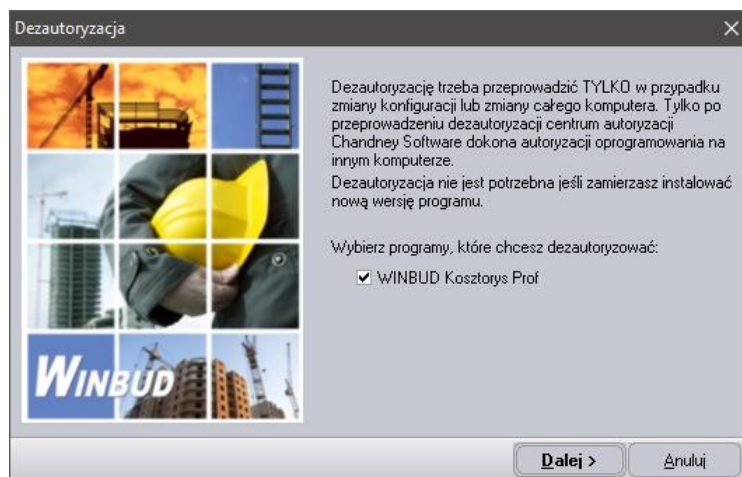 Dezautoryzacja
Dezautoryzację trzeba przeprowadzić TYLKO w przypadku
zmiany konfiguracji lub zmiany całego komputera. Tylko po
przeprowadzeniu dezautoryzacji centrum autoryzacji
Chandney Software dokona autoryzacji oprogramowania na
innym komputerze.
Dezautoryzacja nie jest potrzebna jeśli zamierzasz instalować
nową wersję programu.
Wybierz programy, które chcesz dezautoryzować:
WINBUD Kosztorys Prof
WINBUD
Dalej >
Anuluj